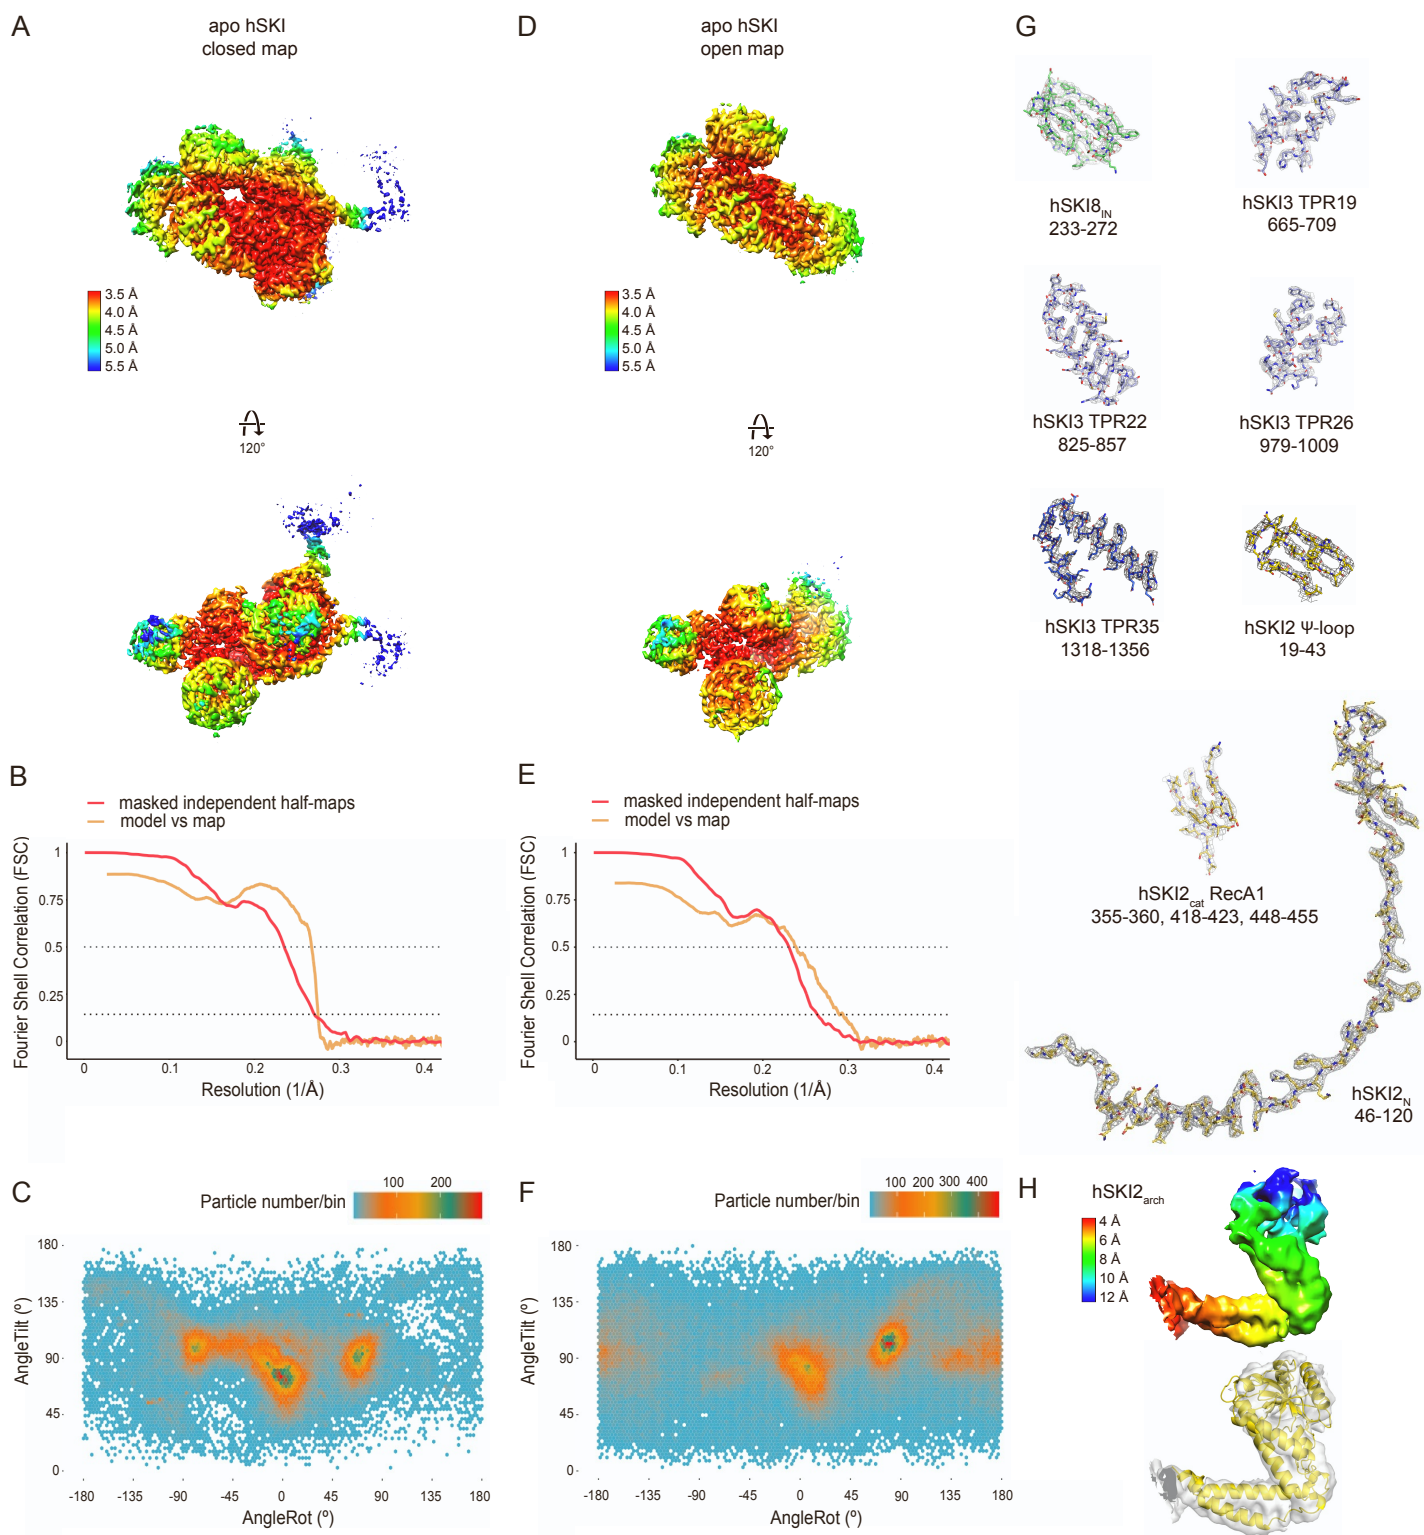 A
apo hSKI
closed map
3.5 Å
4.0 Å
4.5 Å
5.0 Å
5.5 Å
120°
D
apo hSKI
open map
3.5 Å
4.0 Å
4.5 Å
5.0 Å
5.5 Å
120°
G
hSKI8IN
233-272
hSKI3 TPR19
665-709
hSKI3 TPR22
825-857
hSKI3 TPR26
979-1009
hSKI3 TPR35
1318-1356
hSKI2 Ψ-loop
19-43
hSKI2cat RecA1
355-360, 418-423, 448-455
hSKI2N
46-120
B
masked independent half-maps
model vs map
Fourier Shell Correlation (FSC)
1
0.75
0.5
0.25
0
0 0.1 0.2 0.3 0.4
Resolution (1/Å)
E
masked independent half-maps
model vs map
Fourier Shell Correlation (FSC)
1
0.75
0.5
0.25
0
0 0.1 0.2 0.3 0.4
Resolution (1/Å)
C
Particle number/bin
100 200
AngleTilt (º)
180
135
90
45
0
-180 -135 -90 -45 0 45 90 135 180
AngleRot (º)
F
Particle number/bin
100 200 300 400
AngleTilt (º)
180
135
90
45
0
-180 -135 -90 -45 0 45 90 135 180
AngleRot (º)
H
hSKI2arch
4 Å
6 Å
8 Å
10 Å
12 Å